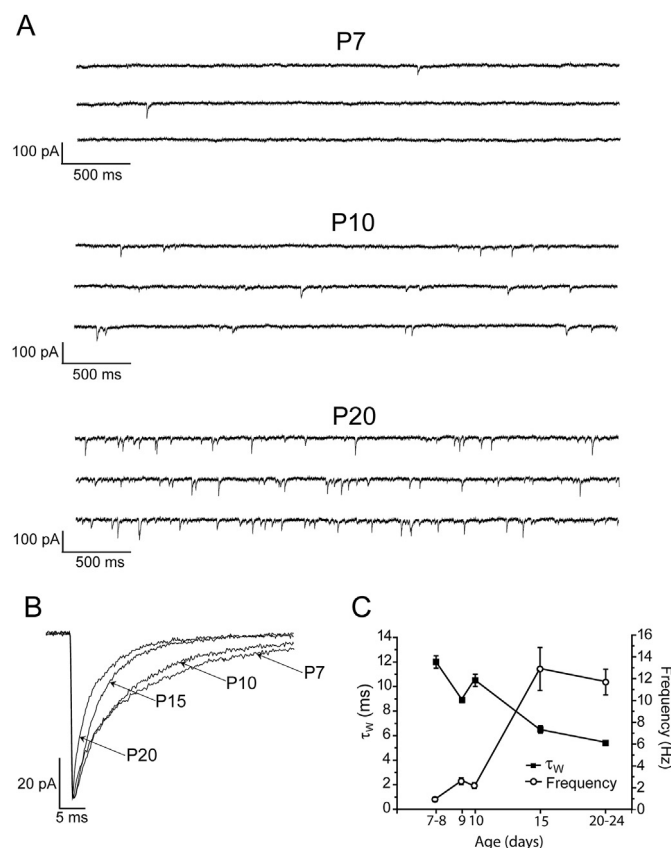 A
P7
100 pA
500 ms
P10
100 pA
500 ms
P20
100 pA
500 ms
B
P7
P10
P15
P20
20 pA
5 ms
C
14
12
10
8
6
4
2
0
τW (ms)
16
14
12
10
8
6
4
2
0
Frequency (Hz)
τW
Frequency
7-8 9 10 15 20-24
Age (days)